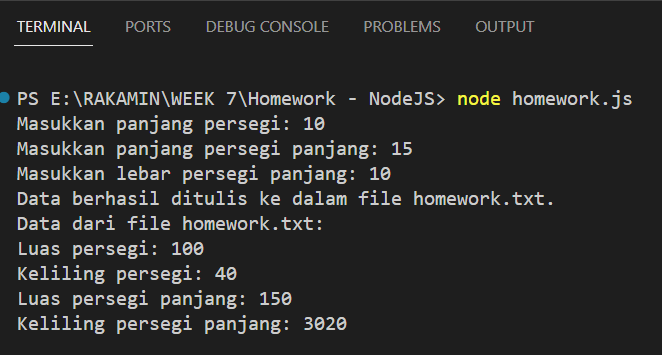 TERMINAL PORTS DEBUG CONSOLE PROBLEMS OUTPUT
PS E:\RAKAMIN\WEEK 7\Homework - NodeJS> node homework.js
Masukkan panjang persegi: 10
Masukkan panjang persegi panjang: 15
Masukkan lebar persegi panjang: 10
Data berhasil ditulis ke dalam file homework.txt.
Data dari file homework.txt:
Luas persegi: 100
Keliling persegi: 40
Luas persegi panjang: 150
Keliling persegi panjang: 3020